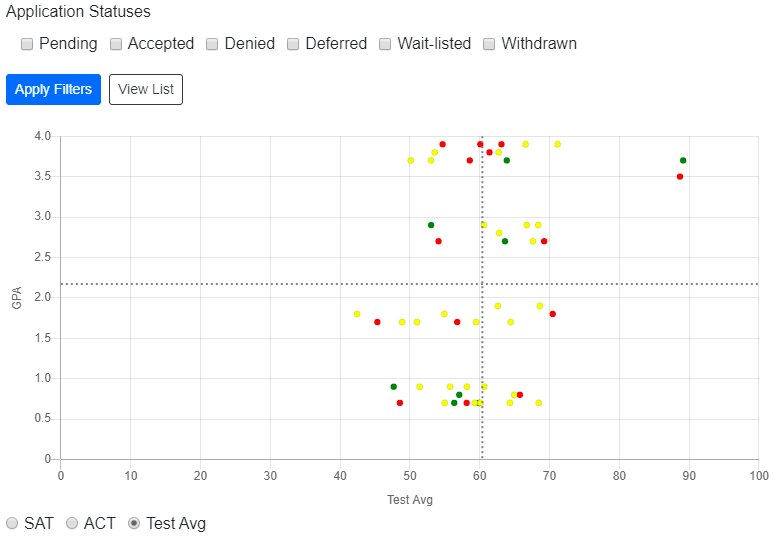 Application Statuses
Pending Accepted Denied Deferred Wait-listed Withdrawn
Apply Filters View List
4.0
3.5
3.0
2.5
2.0
1.5
1.0
0.5
0
GPA
0 10 20 30 40 50 60 70 80 90 100
Test Avg
SAT ACT Test Avg